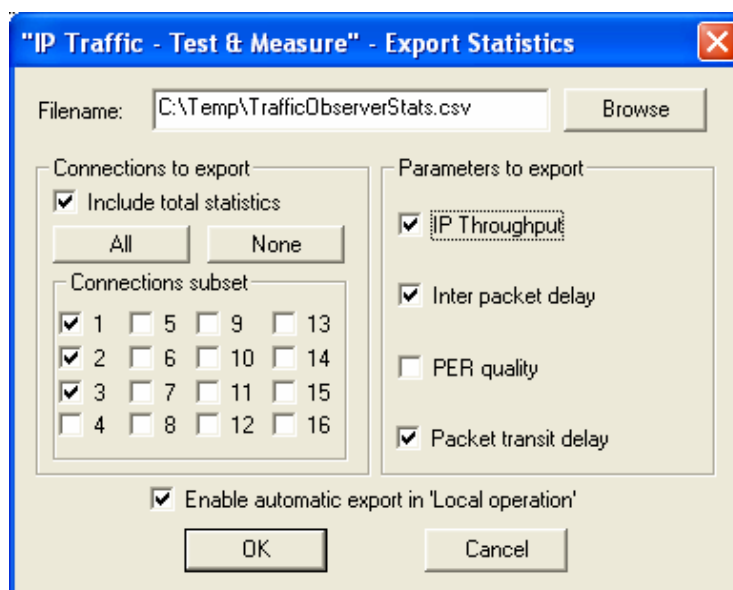 "IP Traffic - Test & Measure" - Export Statistics
Filename: C:\Temp\TrafficObserverStats.csv Browse
Connections to export
Include total statistics
All None
Connections subset
1 5 9 13
2 6 10 14
3 7 11 15
4 8 12 16
Parameters to export
IP Throughput
Inter packet delay
PER quality
Packet transit delay
Enable automatic export in 'Local operation'
OK Cancel